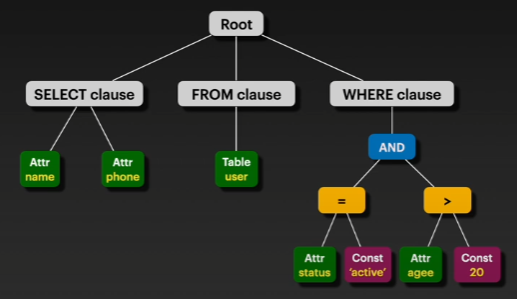 Root
SELECT clause
FROM clause
WHERE clause
AND
Attr
name
Attr
phone
Table
user
=
>
Attr
status
Const
'active'
Attr
agee
Const
20